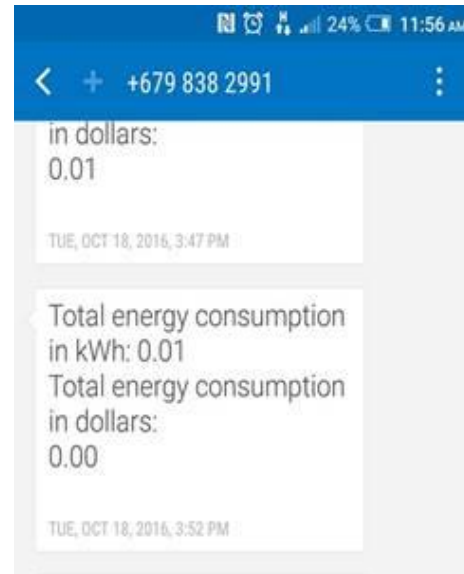 24% 11:56 AM
+679 838 2991
in dollars:
0.01
TUE, OCT 18, 2016, 3:47 PM
Total energy consumption
in kWh: 0.01
Total energy consumption
in dollars:
0.00
TUE, OCT 18, 2016, 3:52 PM